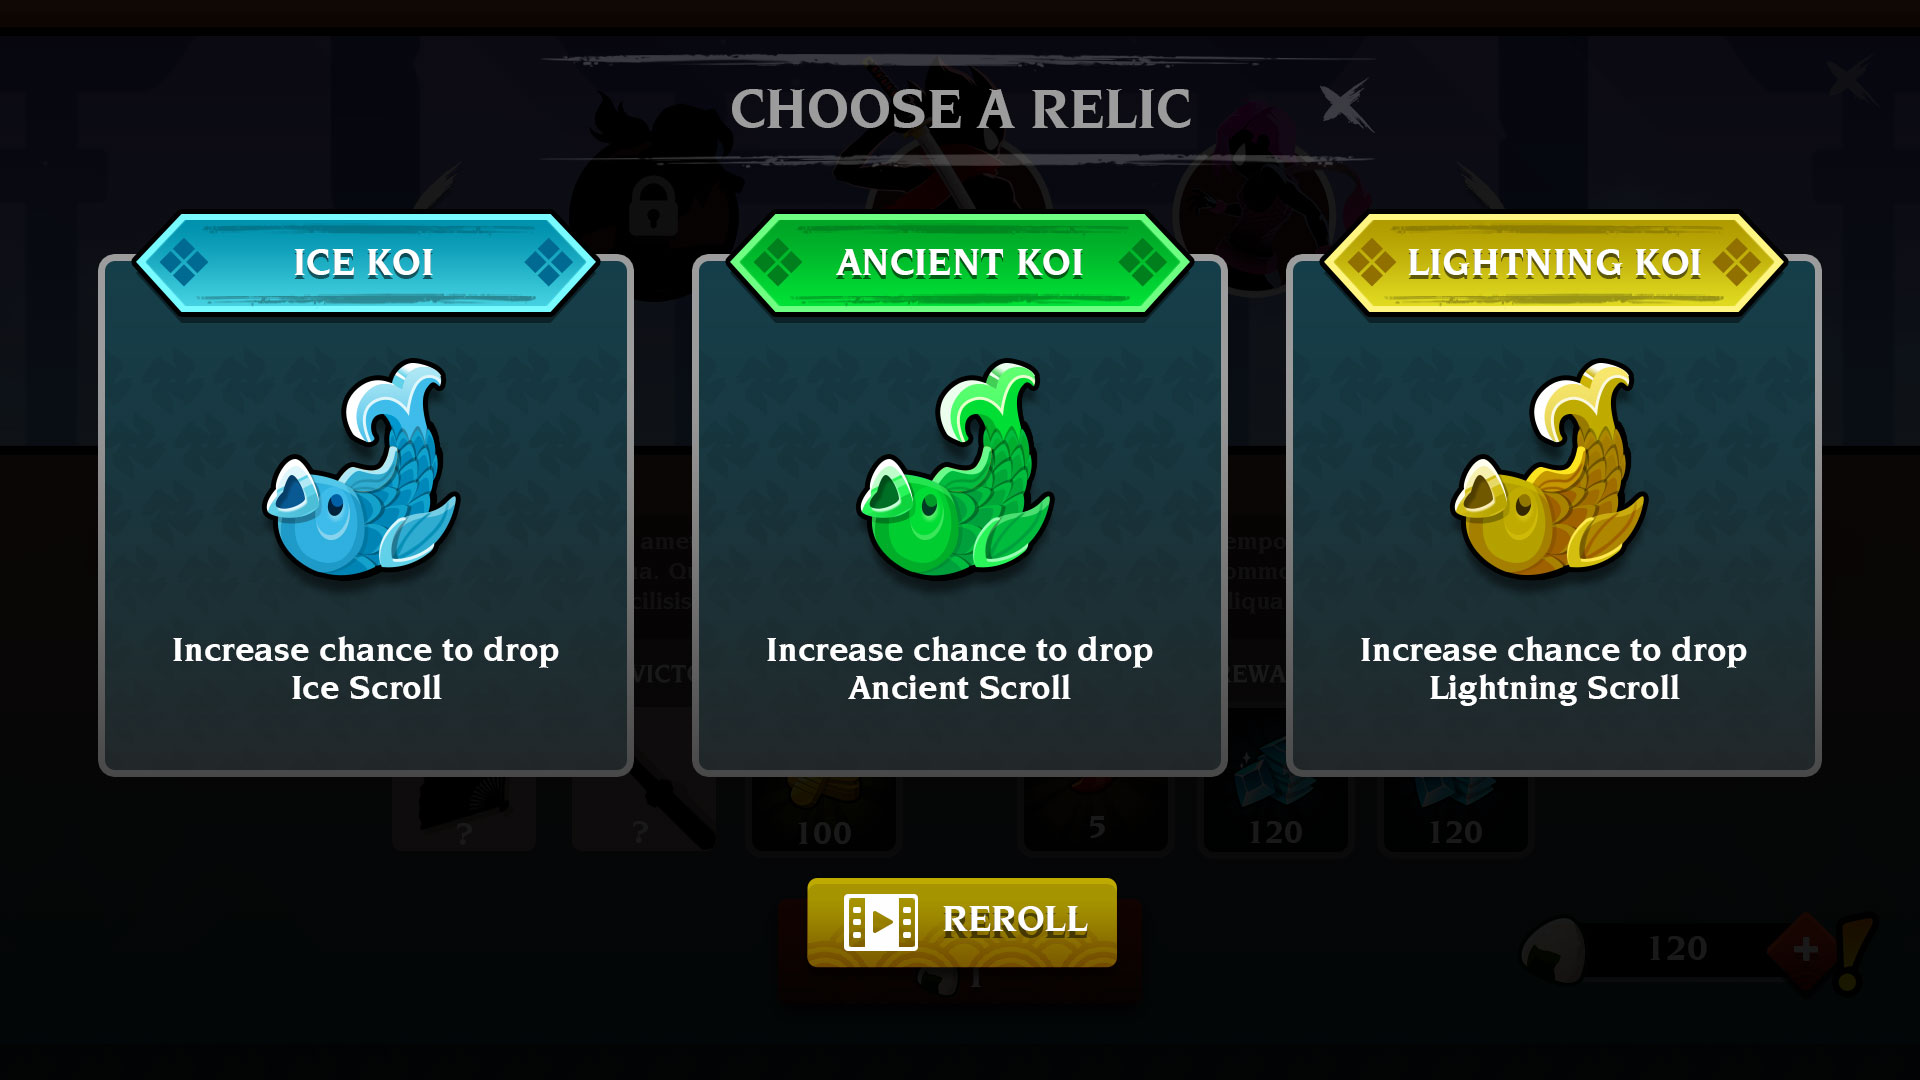 CHOOSE A RELIC
ICE KOI
ANCIENT KOI
LIGHTNING KOI
Increase chance to drop
Ice Scroll
Increase chance to drop
Ancient Scroll
Increase chance to drop
Lightning Scroll
?
?
100
5
120
120
REROLL
1
120